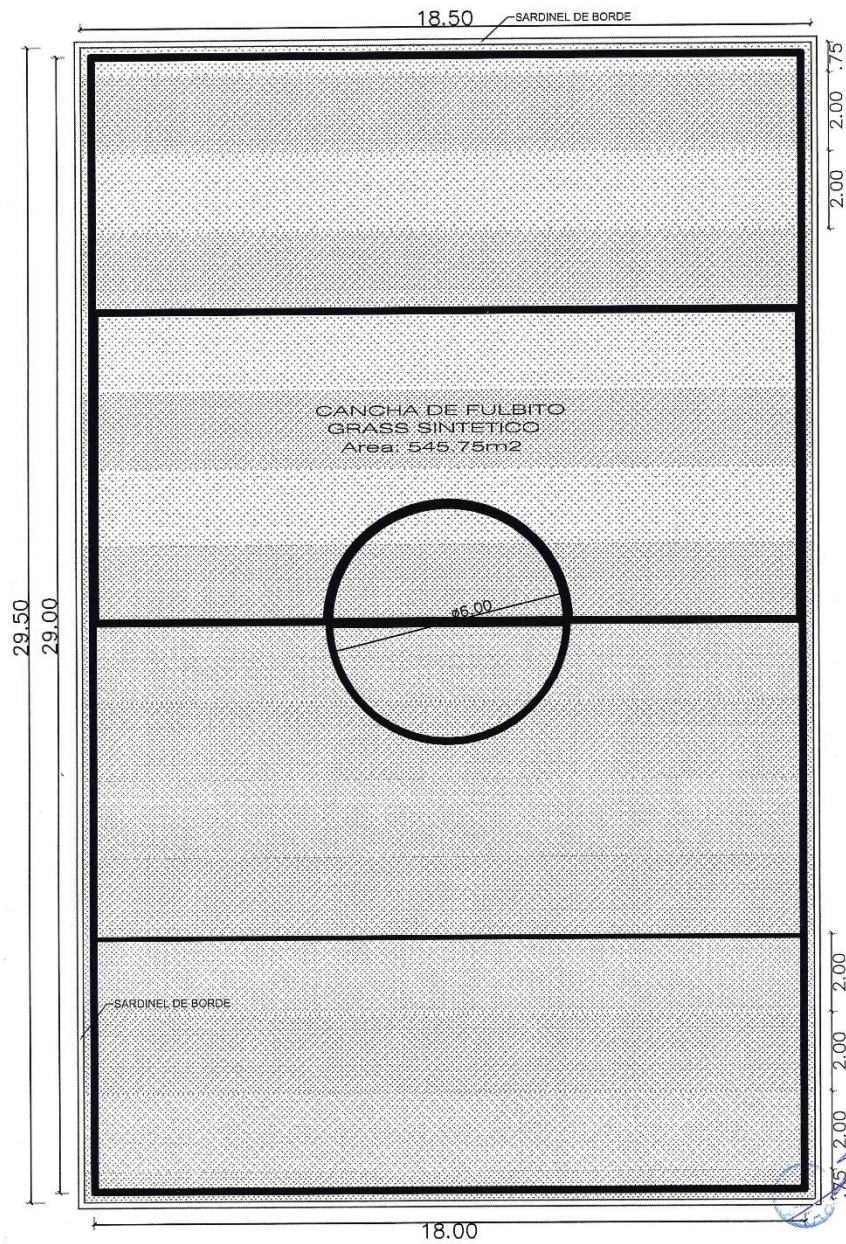 18.50
SARDINEL DE BORDE
.75
2.00
2.00
CANCHA DE FULBITO
GRASS SINTETICO
Area: 545.75m2
ø6.00
29.50
29.00
SARDINEL DE BORDE
2.00
2.00
2.00
.75
18.00